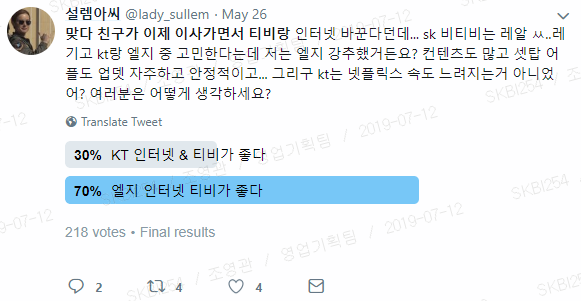 설렘아씨 @lady_sullem · May 26
맞다 친구가 이제 이사가면서 티비랑 인터넷 바꾼다던데... sk 비티비는 레알 ㅆ..레
기고 kt랑 엘지 중 고민한다는데 저는 엘지 강추했거든요? 컨텐츠도 많고 셋탑 어
플도 업뎃 자주하고 안정적이고... 그리구 kt는 넷플릭스 속도 느려지는거 아니었
어? 여러분은 어떻게 생각하세요?
Translate Tweet
30% KT 인터넷 & 티비가 좋다
70% 엘지 인터넷 티비가 좋다
218 votes • Final results
2 4 4
SKBI254 / 조영관 / 영업기획팀 / 2019-07-12